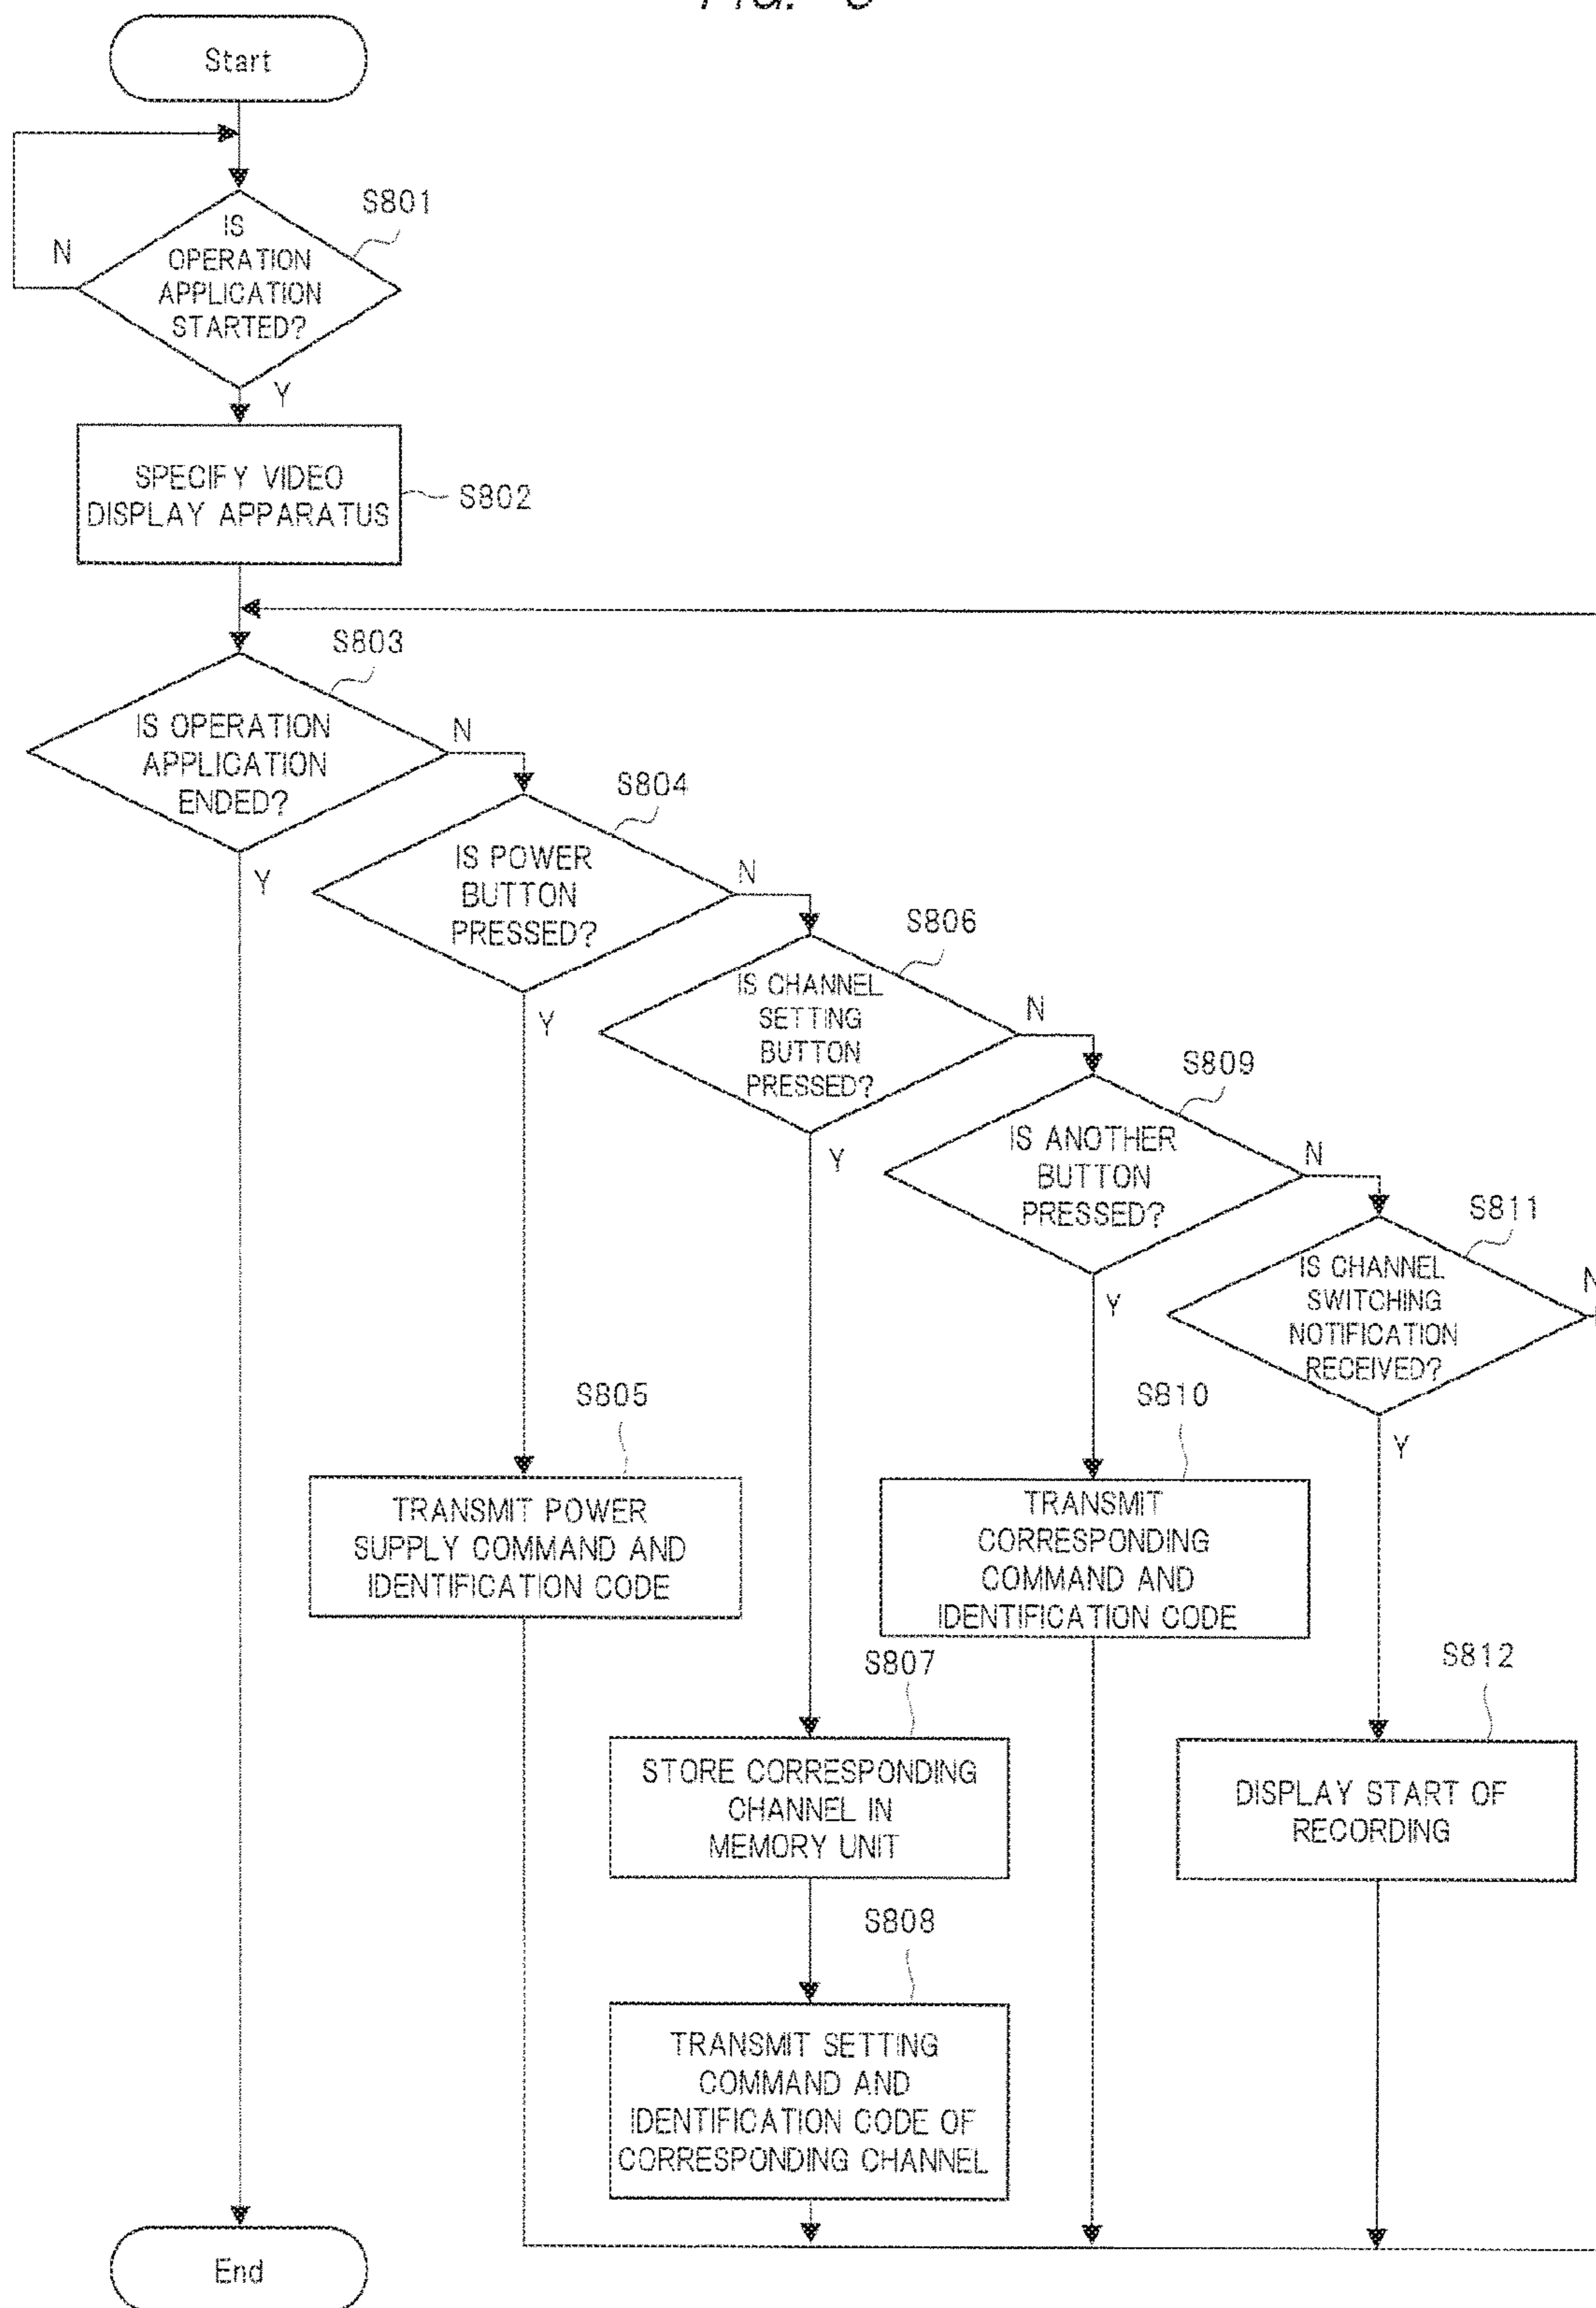 Start
S801
N
IS
OPERATION
APPLICATION
STARTED?
Y
SPECIFY VIDEO
DISPLAY APPARATUS
S802
S803
IS OPERATION
APPLICATION
ENDED?
N
Y
S804
IS POWER
BUTTON
PRESSED?
N
Y
S806
IS CHANNEL
SETTING
BUTTON
PRESSED?
N
Y
S809
IS ANOTHER
BUTTON
PRESSED?
N
Y
S811
IS CHANNEL
SWITCHING
NOTIFICATION
RECEIVED?
N
Y
S805
TRANSMIT POWER
SUPPLY COMMAND AND
IDENTIFICATION CODE
S810
TRANSMIT
CORRESPONDING
COMMAND AND
IDENTIFICATION CODE
S807
STORE CORRESPONDING
CHANNEL IN
MEMORY UNIT
S812
DISPLAY START OF
RECORDING
S808
TRANSMIT SETTING
COMMAND AND
IDENTIFICATION CODE OF
CORRESPONDING CHANNEL
End